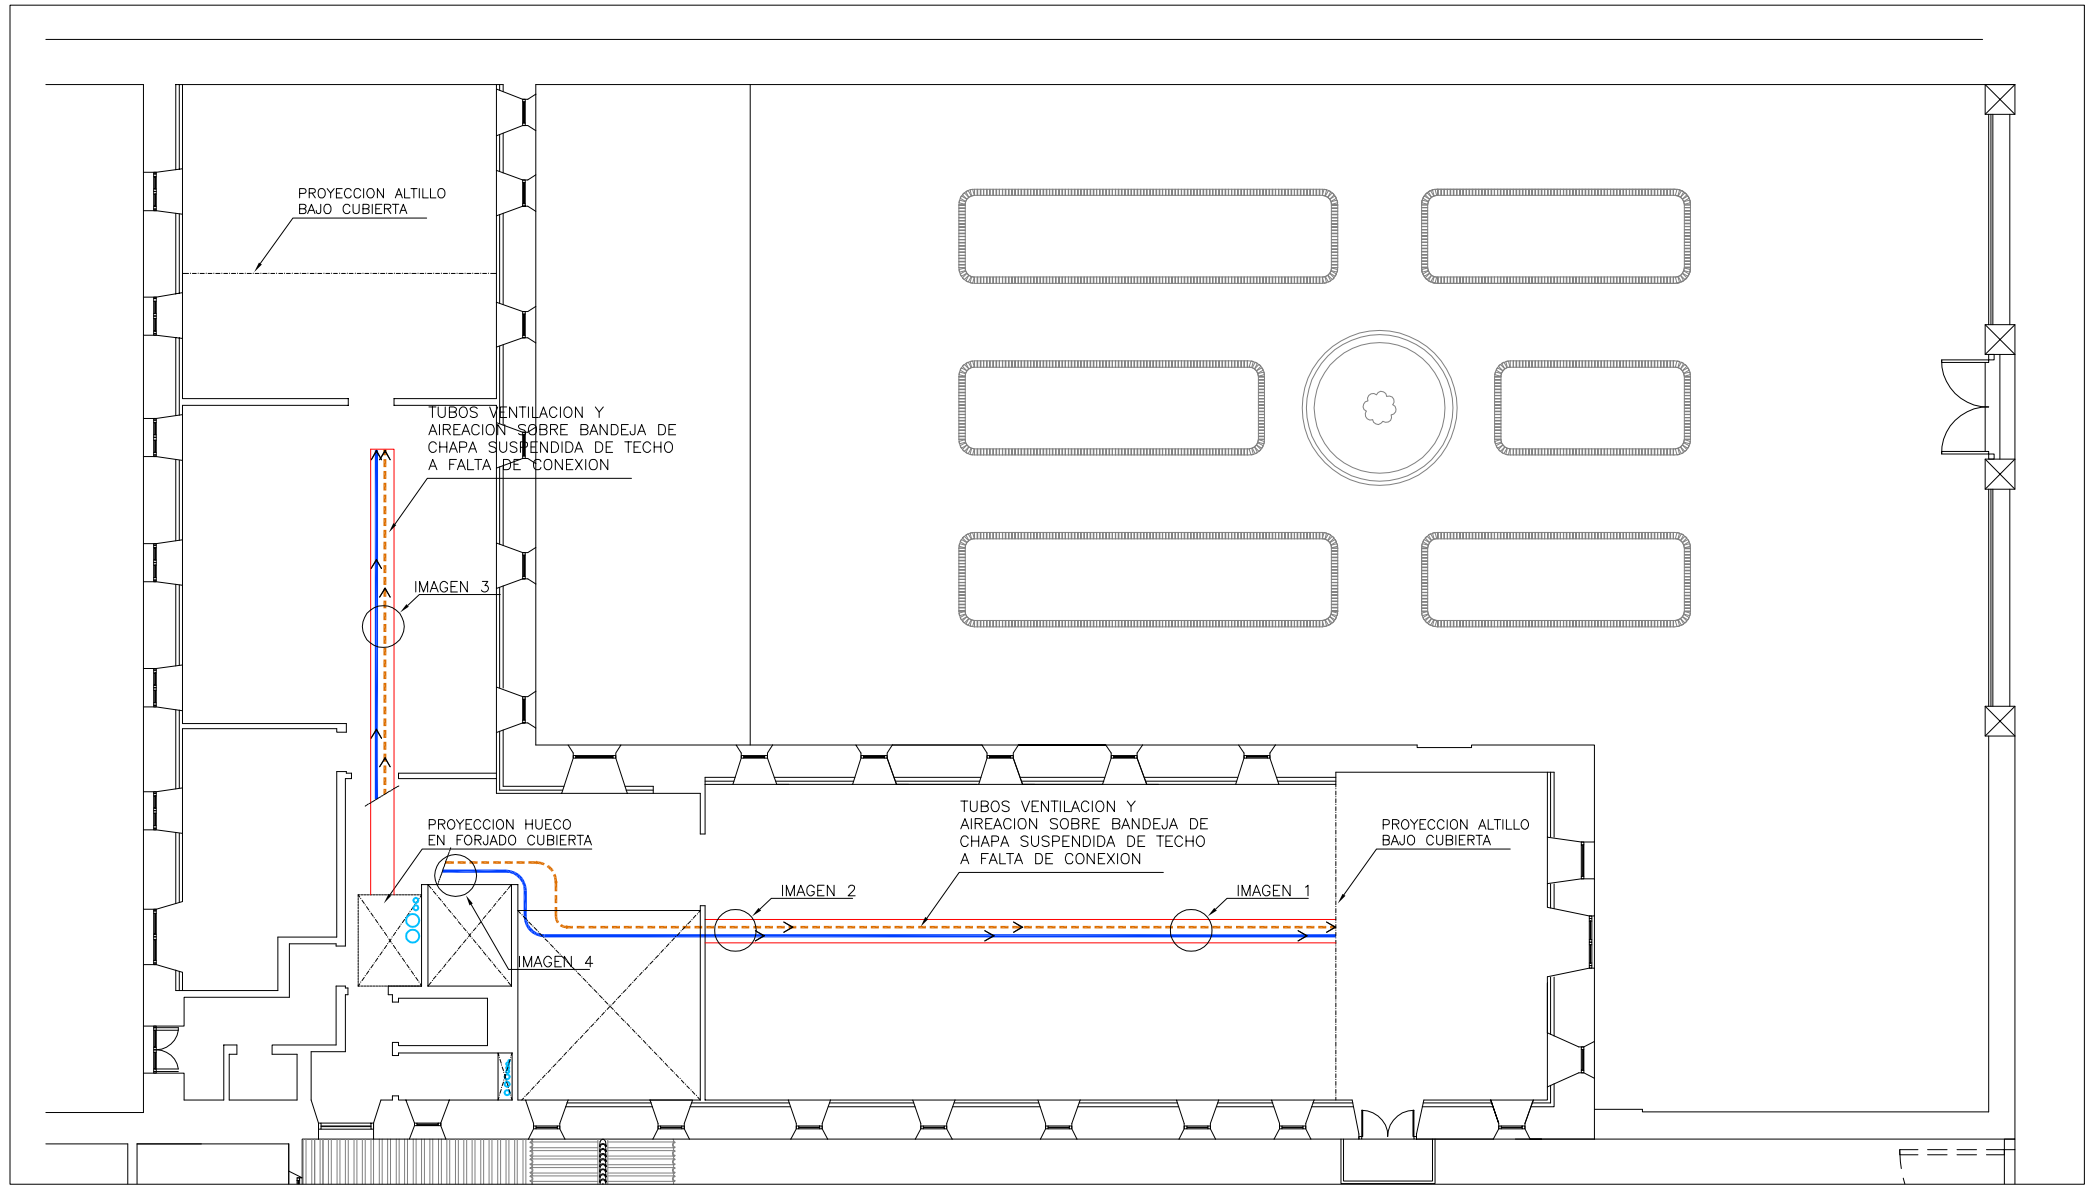 PROYECCION ALTILLO
BAJO CUBIERTA
TUBOS VENTILACION Y
AIREACION SOBRE BANDEJA DE
CHAPA SUSPENDIDA DE TECHO
A FALTA DE CONEXION
IMAGEN 3
PROYECCION HUECO
EN FORJADO CUBIERTA
TUBOS VENTILACION Y
AIREACION SOBRE BANDEJA DE
CHAPA SUSPENDIDA DE TECHO
A FALTA DE CONEXION
PROYECCION ALTILLO
BAJO CUBIERTA
IMAGEN 2
IMAGEN 1
IMAGEN 4